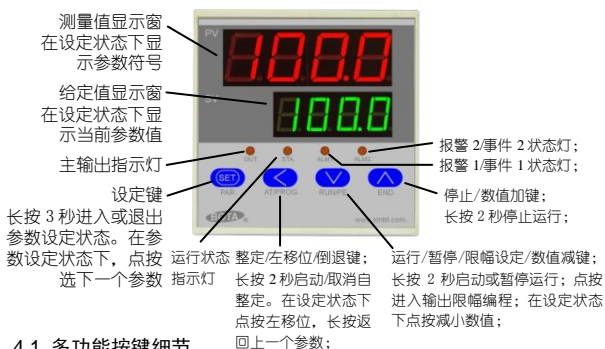 测量值显示窗
在设定状态下显
示参数符号
给定值显示窗
在设定状态下显
示当前参数值
主输出指示灯
设定键
长按 3 秒进入或退出
参数设定状态。在参
数设定状态下，点按
选下一个参数
PV
100.0
SV
100.0
OUT
STA.
ALM1
ALM2
SET
PAR.
AT/PROG
RUN/PS
END.
报警 2/事件 2 状态灯；
报警 1/事件 1 状态灯；
停止/数值加键；
长按 2 秒停止运行；
运行状态
指示灯
整定/左移位/倒退键；
长按 2 秒启动/取消自
整定。在设定状态下
点按左移位，长按返
回上一个参数；
运行/暂停/限幅设定/数值减键；
长按 2 秒启动或暂停运行；点按
进入输出限幅编程；在设定状态
下点按减小数值；
4.1 多功能按键细节